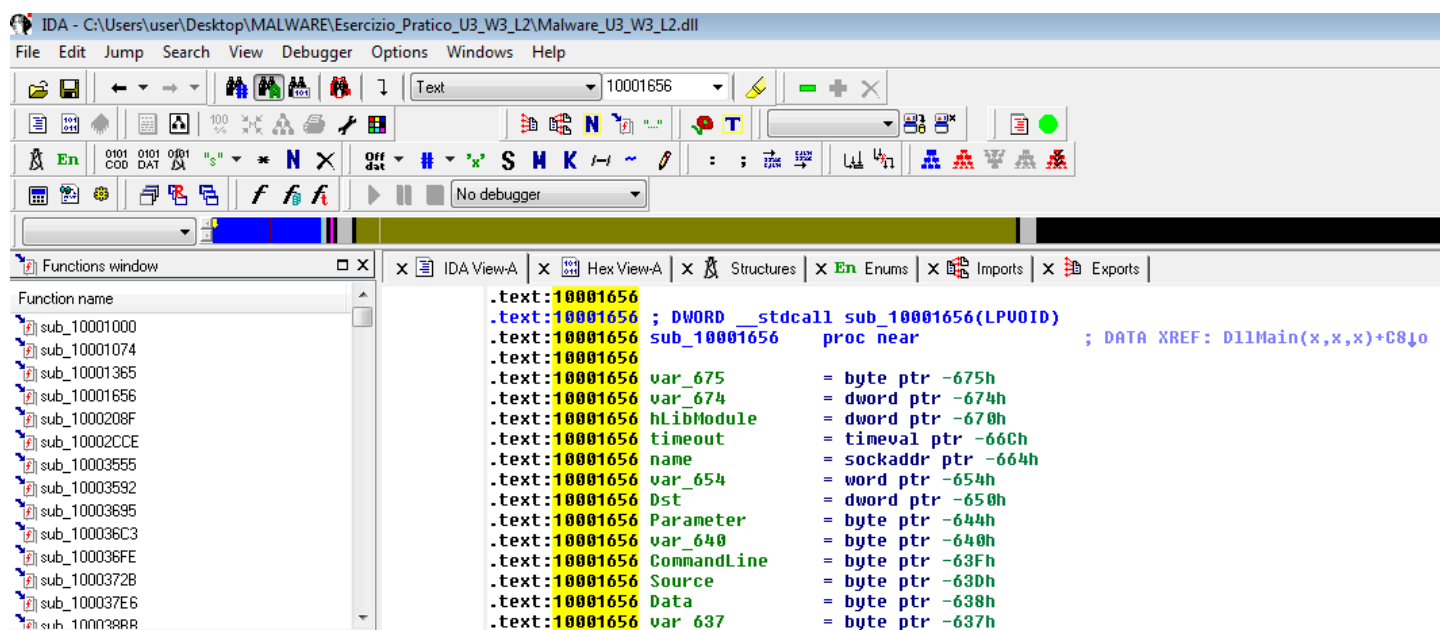 IDA - C:\Users\user\Desktop\MALWARE\Esercizio_Pratico_U3_W3_L2\Malware_U3_W3_L2.dll
File Edit Jump Search View Debugger Options Windows Help
Text 10001656
En
No debugger
Functions window
IDA View-A Hex View-A Structures En Enums Imports Exports
Function name
sub_10001000
sub_10001074
sub_10001365
sub_10001656
sub_1000208F
sub_10002CCE
sub_10003555
sub_10003592
sub_10003695
sub_100036C3
sub_100036FE
sub_1000372B
sub_100037E6
sub_100038BB
.text:10001656
.text:10001656 ; DWORD __stdcall sub_10001656(LPVOID)
.text:10001656 sub_10001656 proc near ; DATA XREF: DllMain(x,x,x)+C8↓o
.text:10001656
.text:10001656 var_675 = byte ptr -675h
.text:10001656 var_674 = dword ptr -674h
.text:10001656 hLibModule = dword ptr -670h
.text:10001656 timeout = timeval ptr -66Ch
.text:10001656 name = sockaddr ptr -664h
.text:10001656 var_654 = word ptr -654h
.text:10001656 Dst = dword ptr -650h
.text:10001656 Parameter = byte ptr -644h
.text:10001656 var_640 = byte ptr -640h
.text:10001656 CommandLine = byte ptr -63Fh
.text:10001656 Source = byte ptr -63Dh
.text:10001656 Data = byte ptr -638h
.text:10001656 var_637 = byte ptr -637h